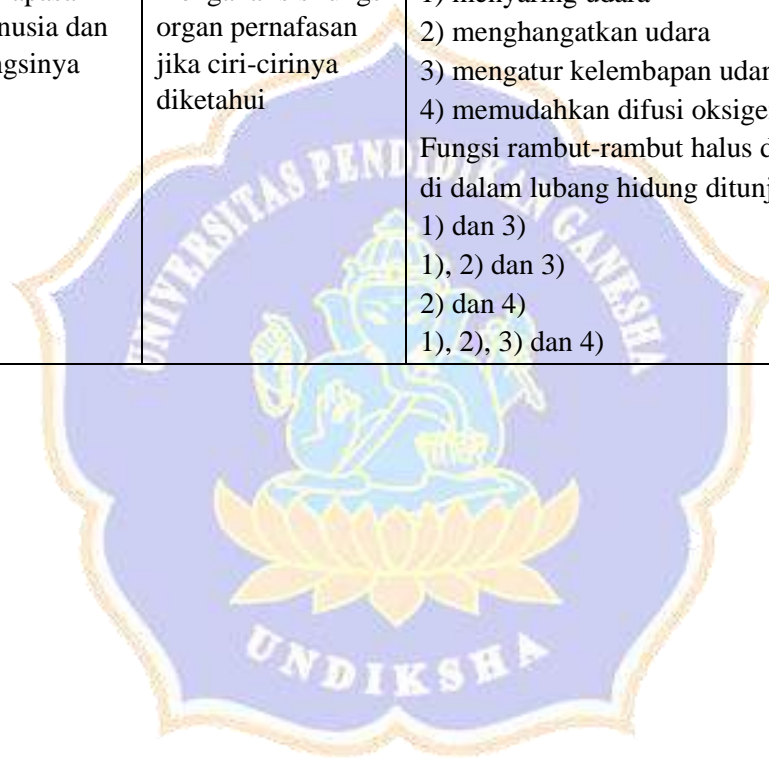 nusia dan
organ pernafasan
jika ciri-cirinya
diketahui
2) menghangatkan udara
3) mengatur kelembapan udar
4) memudahkan difusi oksige
Fungsi rambut-rambut halus d
di dalam lubang hidung ditunj
1) dan 3)
1), 2) dan 3)
2) dan 4)
1), 2), 3) dan 4)
UNIVERSITAS PENDIDIKAN GANESHA
UNDIKSHA